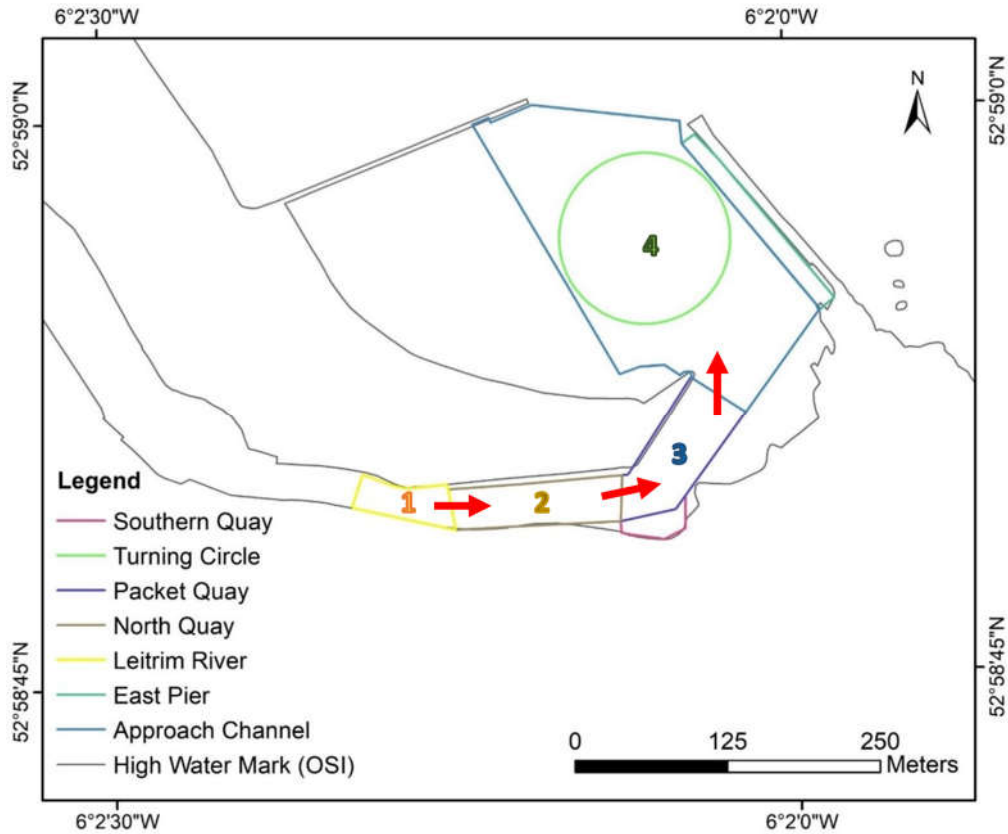 6°2'30"W
6°2'0"W
52°59'0"N
52°59'0"N
N
4
3
1
2
Legend
Southern Quay
Turning Circle
Packet Quay
North Quay
Leitrim River
East Pier
Approach Channel
High Water Mark (OSI)
52°58'45"N
52°58'45"N
0 125 250
Meters
6°2'30"W
6°2'0"W